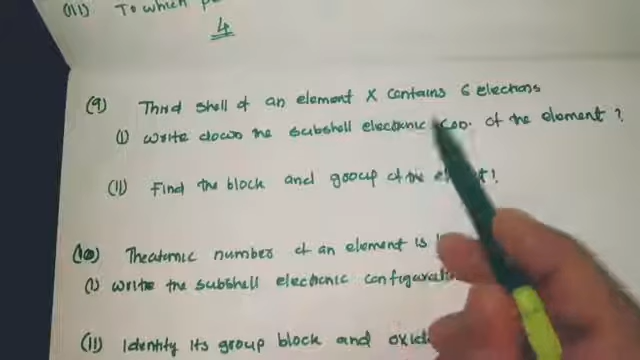 (iii) To which
4
(9) Third shell of an element X contains 6 electrons
(i) Write down the subshell electronic con. of the element?
(ii) Find the block and group of the element?
(10) The atomic number of an element is
(i) Write the subshell electronic
(ii) Identify its group block and